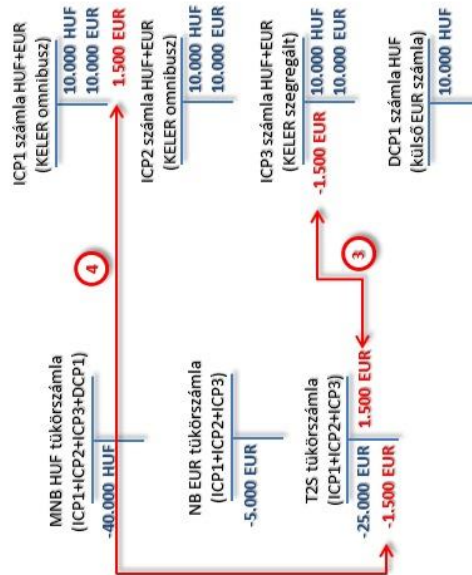 MNB HUF tükörszámla
(ICP1+ICP2+ICP3+DCP1)
-40.000 HUF
NB EUR tükörszámla
(ICP1+ICP2+ICP3)
-5.000 EUR
T2S tükörszámla
(ICP1+ICP2+ICP3)
-25.000 EUR
1.500 EUR
-1.500 EUR
4
3
ICP1 számla HUF+EUR
(KELER omnibusz)
10.000 HUF
10.000 EUR
1.500 EUR
ICP2 számla HUF+EUR
(KELER omnibusz)
10.000 HUF
10.000 EUR
ICP3 számla HUF+EUR
(KELER szegregált)
-1.500 EUR
10.000 HUF
10.000 EUR
DCP1 számla HUF
(külső EUR számla)
10.000 HUF